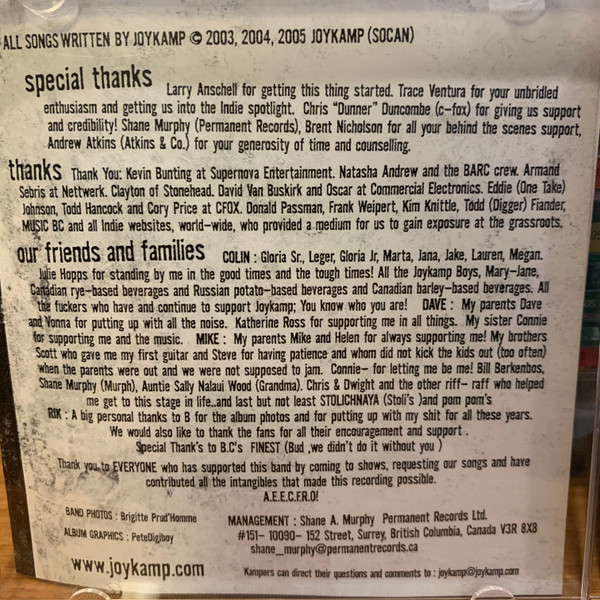 ALL SONGS WRITTEN BY JOYKAMP © 2003, 2004, 2005 JOYKAMP (SOCAN)
special thanks Larry Anschell for getting this thing started. Trace Ventura for your unbridled
enthusiasm and getting us into the Indie spotlight. Chris “Dunner” Duncombe (c-fox) for giving us support
and credibility! Shane Murphy (Permanent Records), Brent Nicholson for all your behind the scenes support,
Andrew Atkins (Atkins & Co.) for your generosity of time and counselling.
thanks Thank You: Kevin Bunting at Supernova Entertainment. Natasha Andrew and the BARC crew. Armand
Sebris at Nettwerk. Clayton of Stonehead. David Van Buskirk and Oscar at Commercial Electronics. Eddie (One Take)
Johnson, Todd Hancock and Cory Price at CFOX. Donald Passman, Frank Weipert, Kim Knittle, Todd (Digger) Fiander,
MUSIC BC and all Indie websites, world-wide, who provided a medium for us to gain exposure at the grassroots.
our friends and families COLIN : Gloria Sr., Leger, Gloria Jr, Marta, Jana, Jake, Lauren, Megan.
Julie Hopps for standing by me in the good times and the tough times! All the Joykamp Boys, Mary-Jane,
Canadian rye-based beverages and Russian potato-based beverages and Canadian barley-based beverages. All
the fuckers who have and continue to support Joykamp; You know who you are! DAVE : My parents Dave
and Vonna for putting up with all the noise. Katherine Ross for supporting me in all things. My sister Connie
for supporting me and the music. MIKE : My parents Mike and Helen for always supporting me! My brothers
Scott who gave me my first guitar and Steve for having patience and whom did not kick the kids out (too often)
when the parents were out and we were not supposed to jam. Connie- for letting me be me! Bill Berkenbos,
Shane Murphy (Murph), Auntie Sally Nalaui Wood (Grandma). Chris & Dwight and the other riff- raff who helped
me get to this stage in life..and last but not least STOLICHNAYA (Stoli's )and pom pom's
RIK : A big personal thanks to B for the album photos and for putting up with my shit for all these years.
We would also like to thank the fans for all their encouragement and support .
Special Thank's to B.C's FINEST (Bud ,we didn't do it without you )
Thank you to EVERYONE who has supported this band by coming to shows, requesting our songs and have
contributed all the intangibles that made this recording possible.
A.E.E.C.F.R.O!
BAND PHOTOS : Brigitte Prud'Homme
ALBUM GRAPHICS : PeteDigiboy
MANAGEMENT : Shane A. Murphy Permanent Records Ltd.
#151- 10090- 152 Street, Surrey, British Columbia, Canada V3R 8X8
shane_murphy@permanentrecords.ca
www.joykamp.com
Kampers can direct their questions and comments to : joykamp@joykamp.com